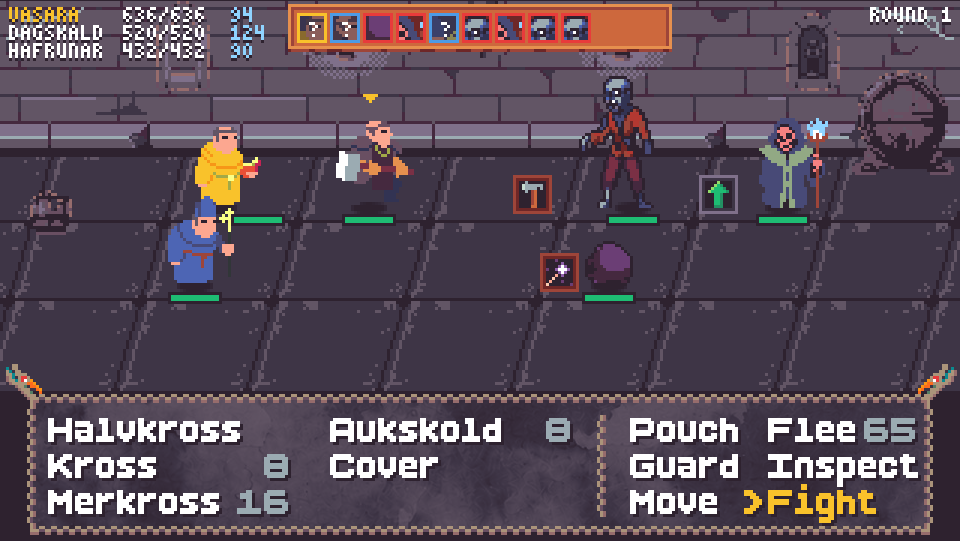 VASARA 636/636 94
DAGSKALD 520/520 124
HAFRUNAR 432/432 90
ROUND 1
? ? ?
Halvkross Aukskold 8 Pouch Flee 65
Kross 8 Cover Guard Inspect
Merkross 16 Move >Fight